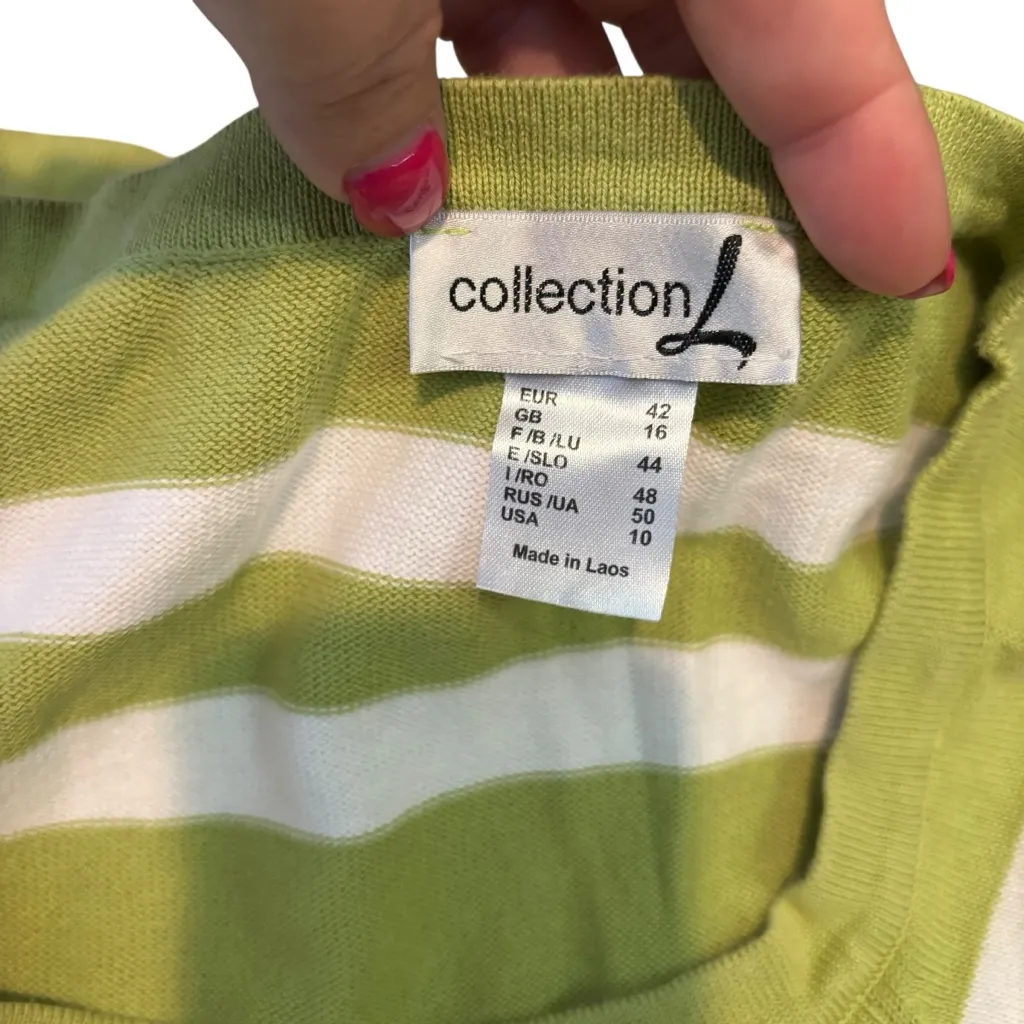 collection L
EUR 42
GB 16
F /B /LU
E /SLO 44
I /RO 48
RUS /UA 50
USA 10
Made in Laos